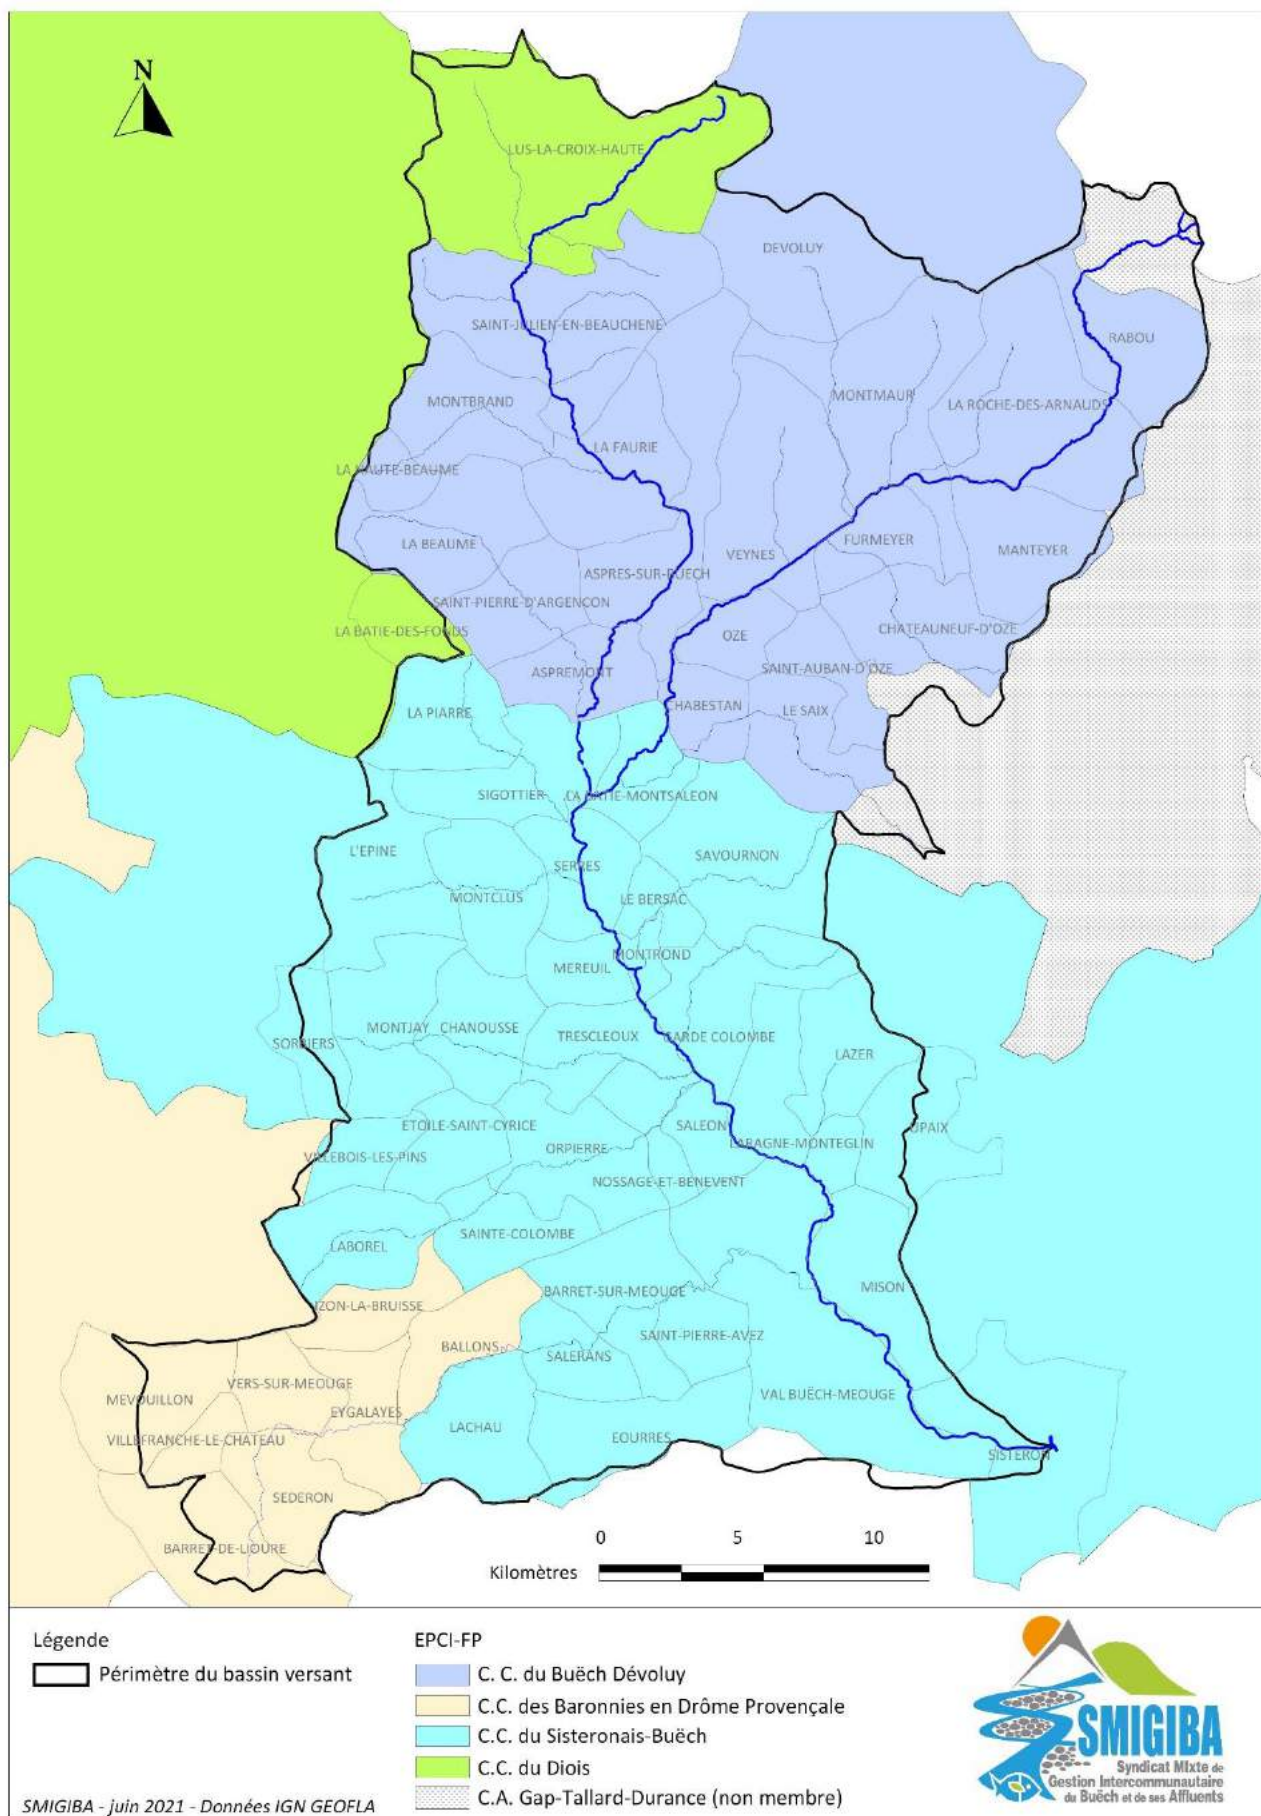 N
LUS-LA-CROIX-HAUTE
DEVOLUY
SAINT-JULIEN-EN-BEAUCHENE
RABOU
MONTMAUR
MONTBRAND
LA ROCHE-DES-ARNAUDS
LA FAURIE
LA HAUTE-BEAUME
LA BEAUME
FURMEYER
VEYNES
MANTEYER
ASPRES-SUR-BUECH
SAINT-PIERRE-D'ARGENCON
LA BATIE-DES-FONDS
OZE
CHATEAUNEUF-D'OZE
ASPREMONT
SAINT-AUBAN-D'OZE
CHABESTAN
LE SAIX
LA PIARRE
SIGOTTIER
LA BATIE-MONTSALEON
L'EPINE
SERRES
SAVOURNON
MONTCLUS
LE BERSAC
MONTROND
MEREUIL
MONTJAY
CHANOUSSE
TRESCLEOUX
GARDE COLOMBE
SORBIERS
LAZER
ETOILE-SAINT-CYRICE
SALEON
UPAIX
ORPIERRE
LARAGNE-MONTEGLIN
VILLEBOIS-LES-PINS
NOSSAGE-ET-BENEVENT
SAINTE-COLOMBE
LABOREL
MISON
BARRET-SUR-MEOUGE
IZON-LA-BRUISSE
SAINT-PIERRE-AVEZ
BALLONS
SALERANS
VERS-SUR-MEOUGE
MEVOUILLON
VAL BUËCH-MEOUGE
EYGALAYES
LACHAU
VILLEFRANCHE-LE-CHATEAU
EOURRES
SISTERON
SEDERON
BARRET-DE-LIOURE
0 5 10
Kilomètres
Légende
Périmètre du bassin versant
EPCI-FP
C. C. du Buëch Dévoluy
C.C. des Baronnies en Drôme Provençale
C.C. du Sisteronais-Buëch
C.C. du Diois
C.A. Gap-Tallard-Durance (non membre)
SMIGIBA
Syndicat MIxte de
Gestion Intercommunautaire
du Buëch et de ses Affluents
SMIGIBA - juin 2021 - Données IGN GEOFLA